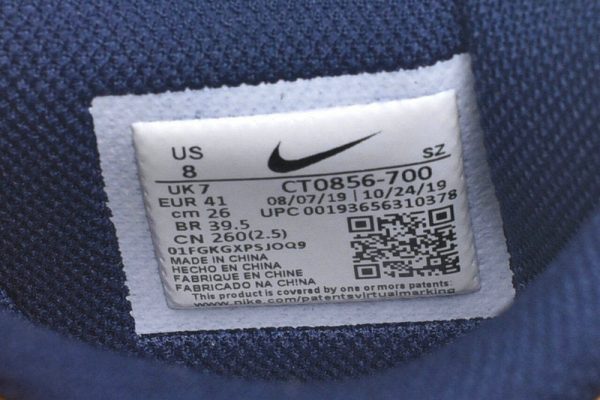 US
8
SZ
UK 7
CT0856-700
EUR 41
08/07/19 | 10/24/19
cm 26
UPC 00193656310378
BR 39.5
CN 260(2.5)
01FGKGXPSJOQ9
MADE IN CHINA
HECHO EN CHINA
FABRIQUE EN CHINE
FABRICADO NA CHINA
This product is covered by one or more patents:
www.nike.com/patentsvirtualmarking